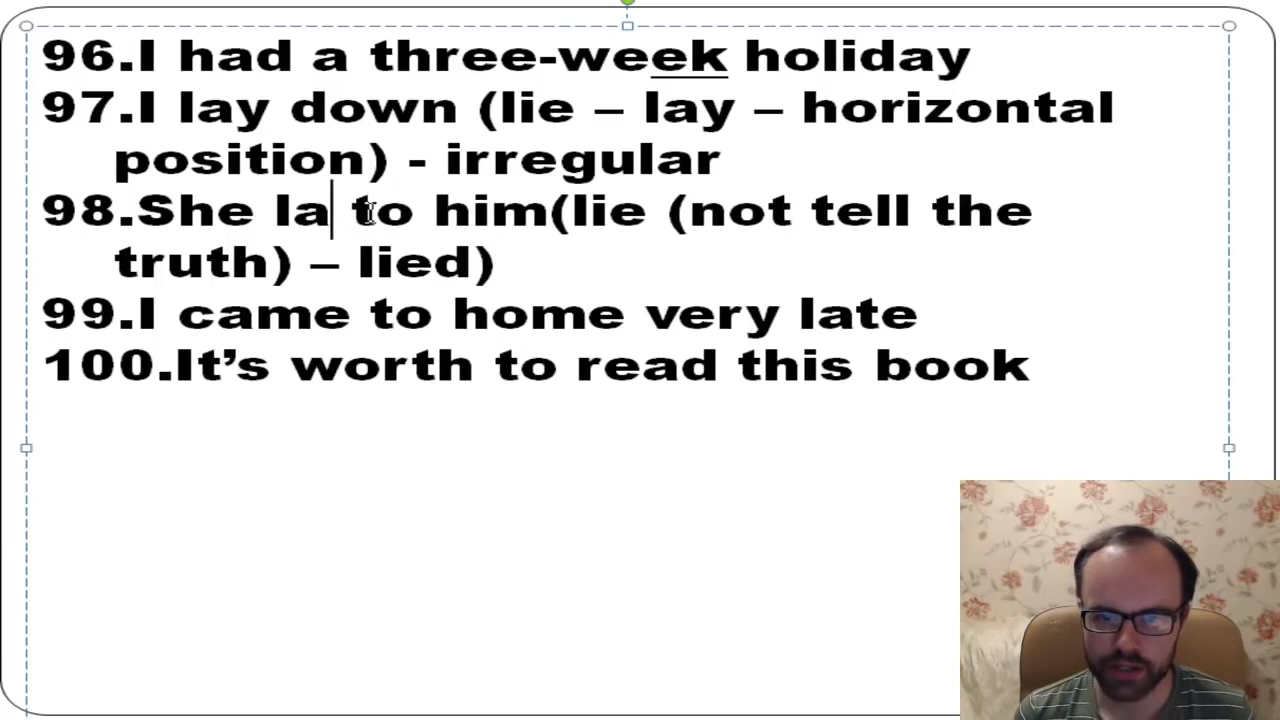 96.I had a three-week holiday
97.I lay down (lie – lay – horizontal
position) - irregular
98.She la to him(lie (not tell the
truth) – lied)
99.I came to home very late
100.It’s worth to read this book